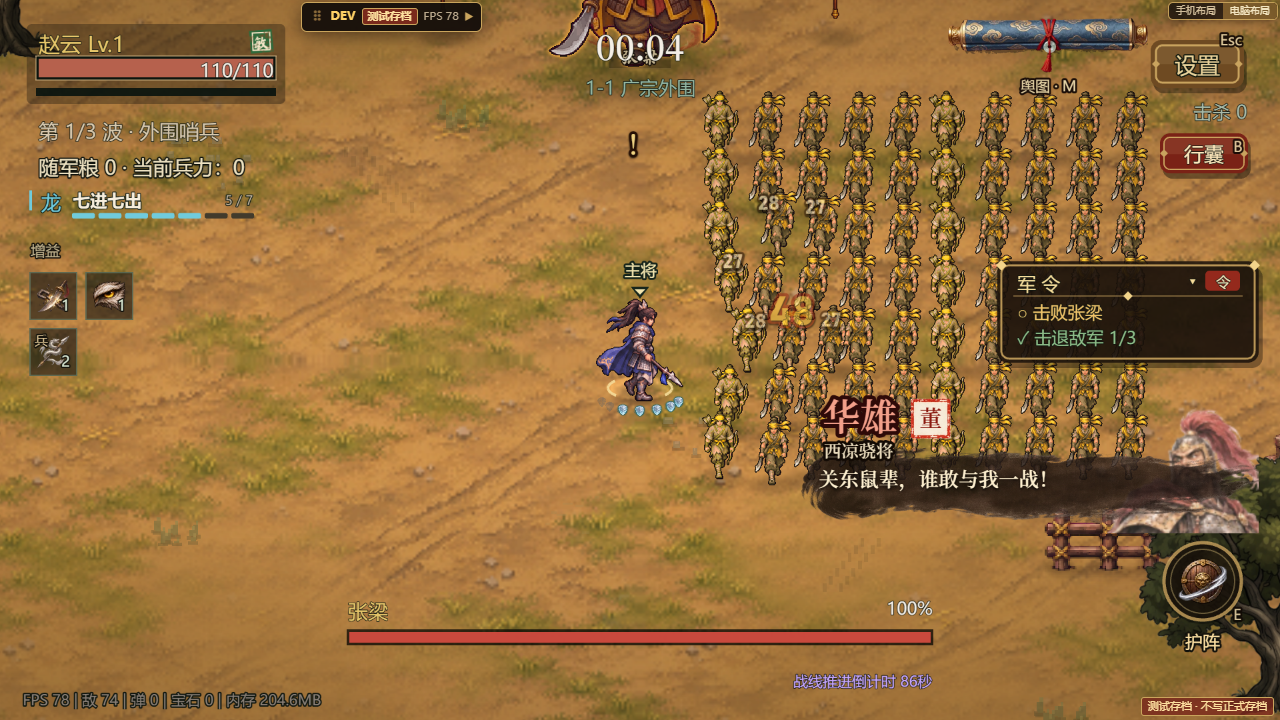 DEV 测试存档 FPS 78 ▶
手机布局 电脑布局
赵云 Lv.1 敏
110/110
00:04
1-1 广宗外围
Esc
设置
舆图·M
击杀 0
第 1/3 波·外围哨兵
随军粮 0·当前兵力：0
龙 七进七出 5/7
行囊 B
增益
1
1
兵 2
!
28
27
27
28
48
27
主将
军令 ▾ 令
○ 击败张梁
✓ 击退敌军 1/3
华雄 董
西凉骁将
关东鼠辈，谁敢与我一战！
E
护阵
张梁 100%
战线推进倒计时 86秒
FPS 78 | 敌 74 | 弹 0 | 宝石 0 | 内存 204.6MB
测试存档·不写正式存档